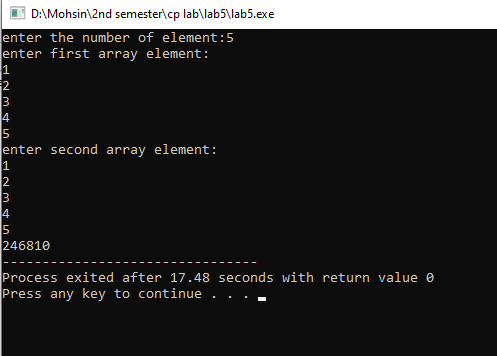 D:\Mohsin\2nd semester\cp lab\lab5\lab5.exe
enter the number of element:5
enter first array element:
1
2
3
4
5
enter second array element:
1
2
3
4
5
246810
--------------------------------
Process exited after 17.48 seconds with return value 0
Press any key to continue . . .